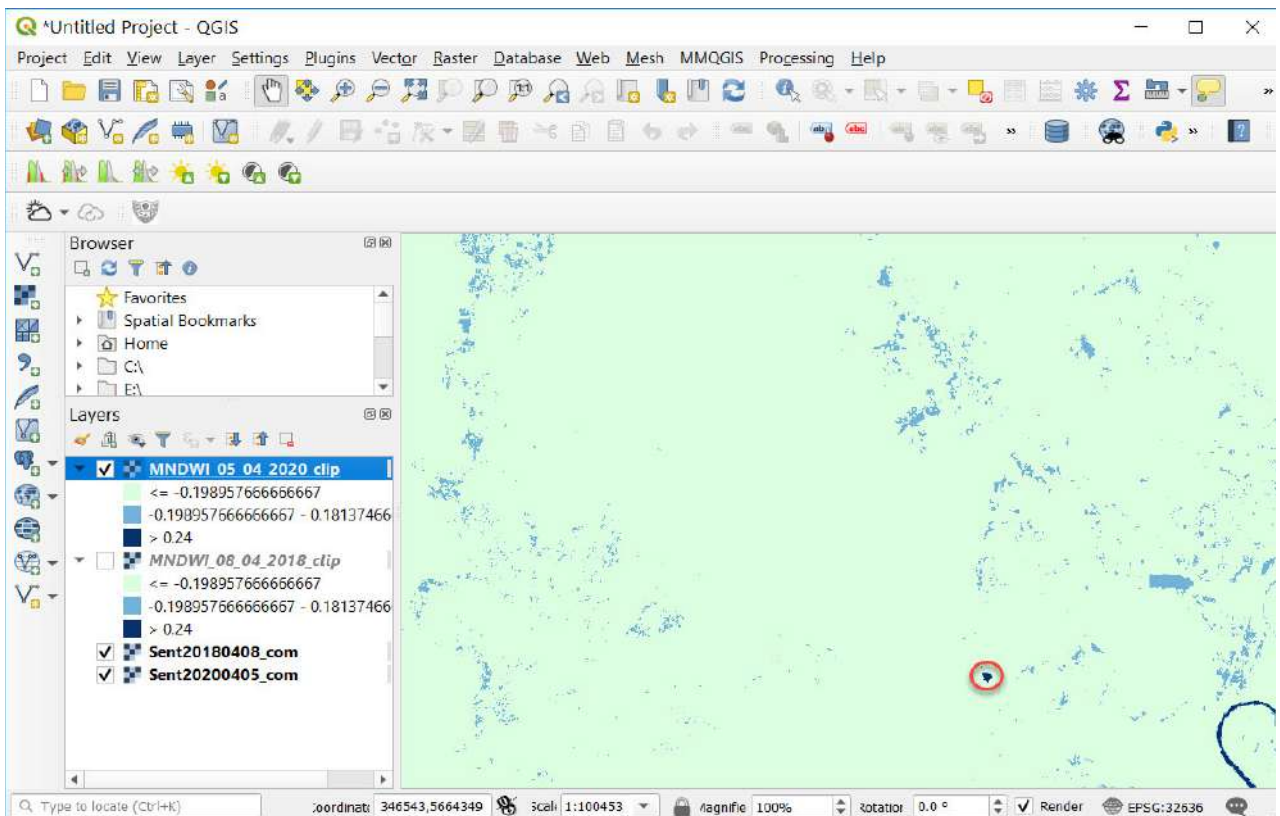 *Untitled Project - QGIS
Project Edit View Layer Settings Plugins Vector Raster Database Web Mesh MMQGIS Processing Help
Browser
Favorites
Spatial Bookmarks
Home
C:\
E:\
Layers
MNDWI_05_04_2020_clip
<= -0.198957666666667
-0.198957666666667 - 0.18137466
> 0.24
MNDWI_08_04_2018_clip
<= -0.198957666666667
-0.198957666666667 - 0.18137466
> 0.24
Sent20180408_com
Sent20200405_com
Type to locate (Ctrl+K) oordinate 346543,5664349 Scale 1:100453 Magnifie 100% Rotation 0.0 ° Render EPSG:32636